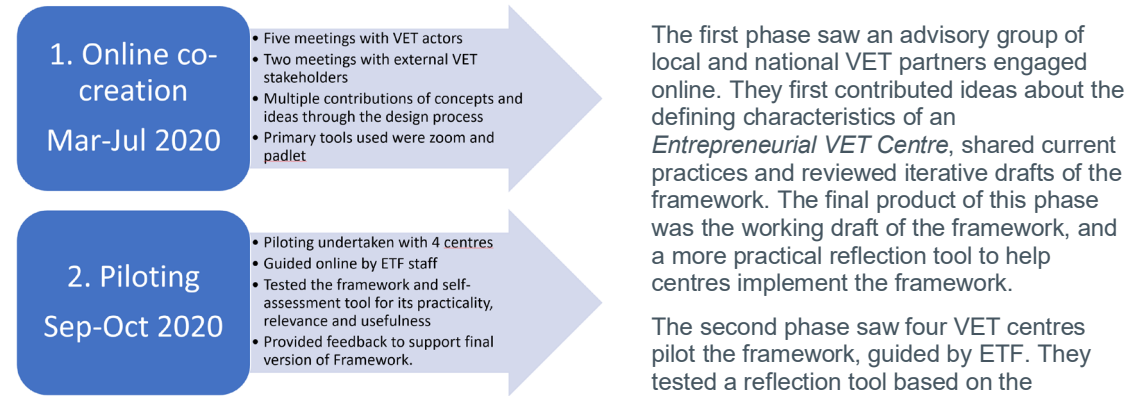 1. Online co-
creation
Mar-Jul 2020
• Five meetings with VET actors
• Two meetings with external VET
stakeholders
• Multiple contributions of concepts and
ideas through the design process
• Primary tools used were zoom and
padlet
2. Piloting
Sep-Oct 2020
• Piloting undertaken with 4 centres
• Guided online by ETF staff
• Tested the framework and self-
assessment tool for its practicality,
relevance and usefulness
• Provided feedback to support final
version of Framework.
The first phase saw an advisory group of
local and national VET partners engaged
online. They first contributed ideas about the
defining characteristics of an
Entrepreneurial VET Centre, shared current
practices and reviewed iterative drafts of the
framework. The final product of this phase
was the working draft of the framework, and
a more practical reflection tool to help
centres implement the framework.
The second phase saw four VET centres
pilot the framework, guided by ETF. They
tested a reflection tool based on the